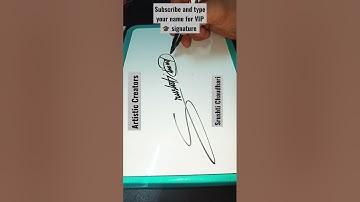 Subscribe and type
your name for VIP
🎓 signature
Artistic Creators
Srushti Chaudhari